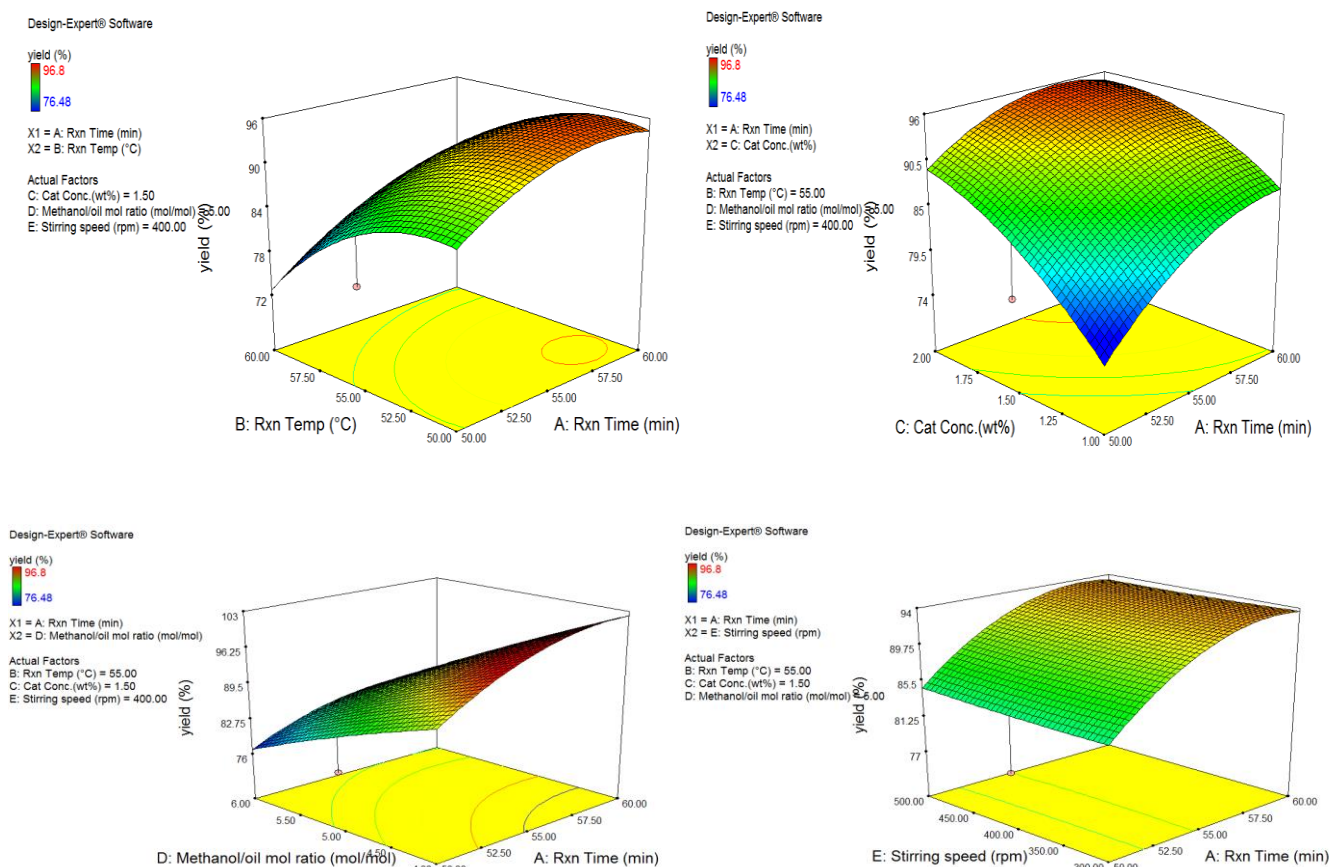 Design-Expert® Software
yield (%)
96.8
76.48
X1 = A: Rxn Time (min)
X2 = B: Rxn Temp (°C)
Actual Factors
C: Cat Conc.(wt%) = 1.50
D: Methanol/oil mol ratio (mol/mol) 5.00
E: Stirring speed (rpm) = 400.00
96
90
84
78
72
yield (%)
60.00
57.50
55.00
52.50
50.00
50.00
52.50
55.00
57.50
60.00
B: Rxn Temp (°C)
A: Rxn Time (min)
Design-Expert® Software
yield (%)
96.8
76.48
X1 = A: Rxn Time (min)
X2 = C: Cat Conc.(wt%)
Actual Factors
B: Rxn Temp (°C) = 55.00
D: Methanol/oil mol ratio (mol/mol) 5.00
E: Stirring speed (rpm) = 400.00
96
90.5
85
79.5
74
yield (%)
2.00
1.75
1.50
1.25
1.00
50.00
52.50
55.00
57.50
60.00
C: Cat Conc.(wt%)
A: Rxn Time (min)
Design-Expert® Software
yield (%)
96.8
76.48
X1 = A: Rxn Time (min)
X2 = D: Methanol/oil mol ratio (mol/mol)
Actual Factors
B: Rxn Temp (°C) = 55.00
C: Cat Conc.(wt%) = 1.50
E: Stirring speed (rpm) = 400.00
103
96.25
89.5
82.75
76
yield (%)
6.00
5.50
5.00
52.50
55.00
57.50
60.00
D: Methanol/oil mol ratio (mol/mol)
A: Rxn Time (min)
Design-Expert® Software
yield (%)
96.8
76.48
X1 = A: Rxn Time (min)
X2 = E: Stirring speed (rpm)
Actual Factors
B: Rxn Temp (°C) = 55.00
C: Cat Conc.(wt%) = 1.50
D: Methanol/oil mol ratio (mol/mol) = 5.00
94
89.75
85.5
81.25
77
yield (%)
500.00
450.00
400.00
350.00
52.50
55.00
57.50
60.00
E: Stirring speed (rpm)
A: Rxn Time (min)